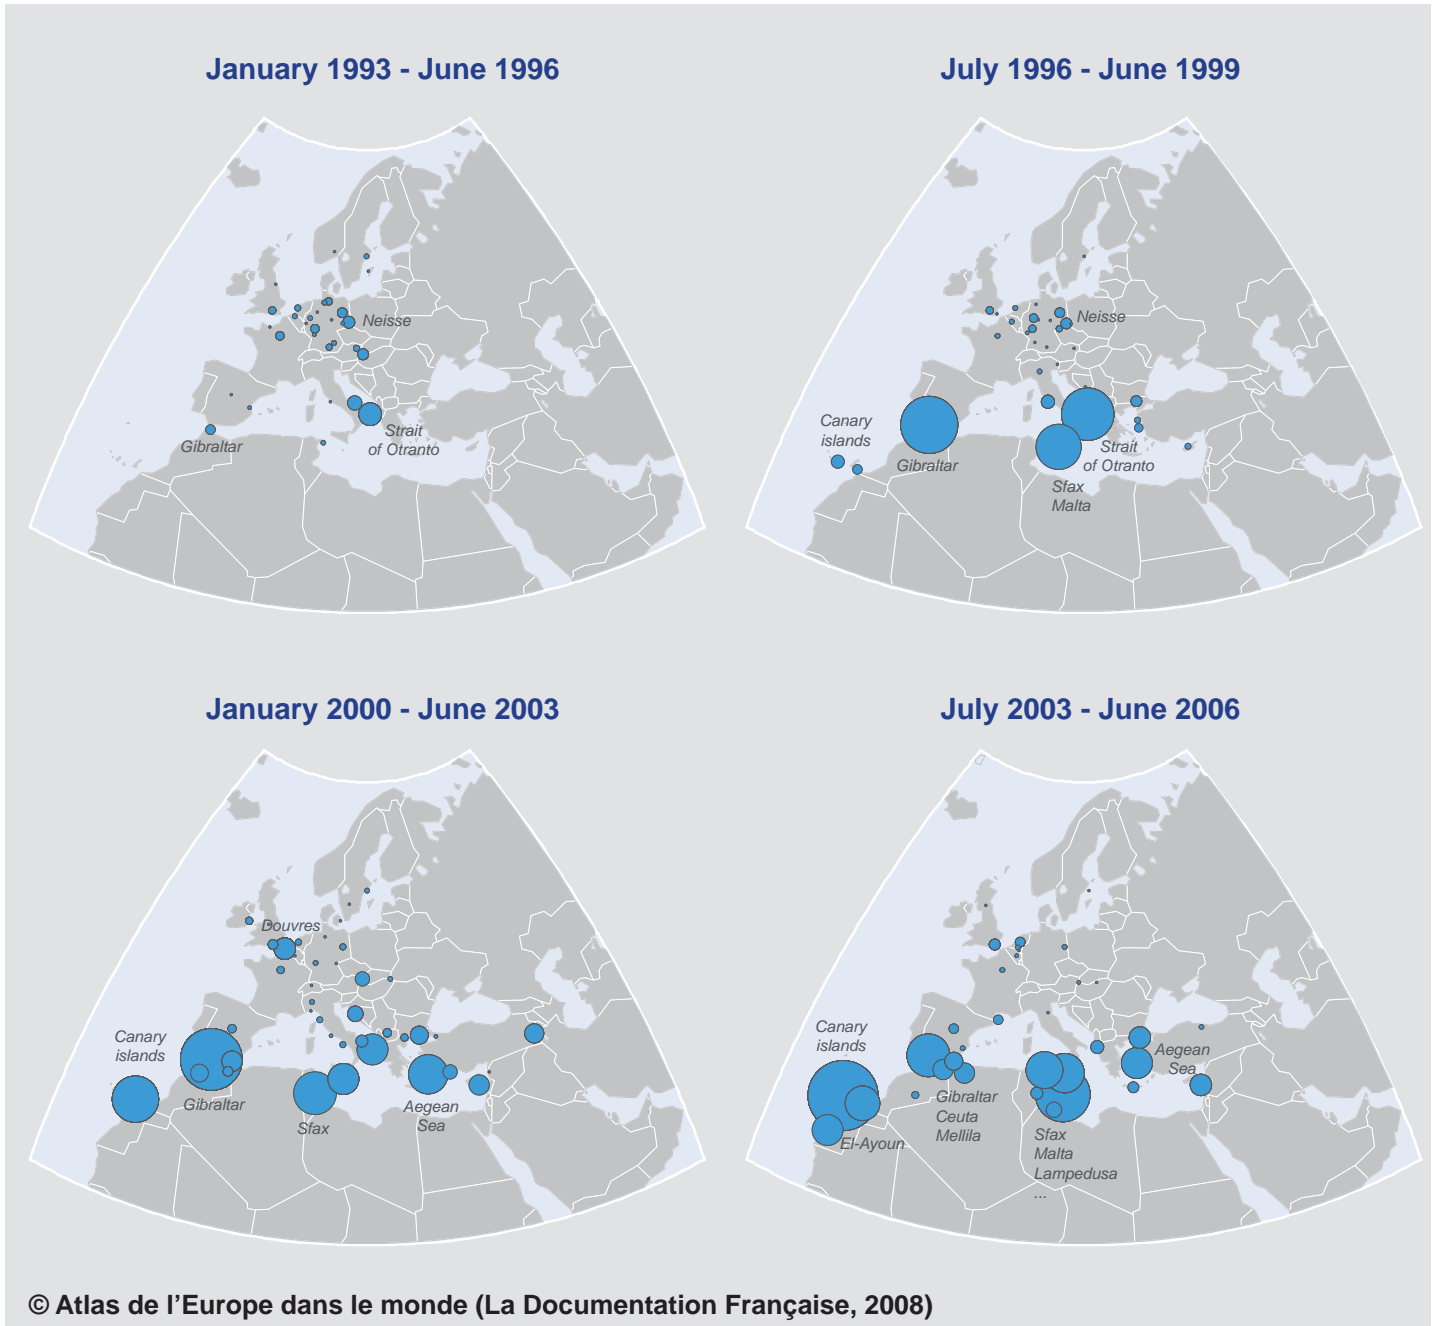 January 1993 - June 1996
Neisse
Strait
of Otranto
Gibraltar
July 1996 - June 1999
Neisse
Canary
islands
Gibraltar
Strait
of Otranto
Sfax
Malta
January 2000 - June 2003
Douvres
Canary
islands
Gibraltar
Sfax
Aegean
Sea
July 2003 - June 2006
Canary
islands
El-Ayoun
Gibraltar
Ceuta
Mellila
Sfax
Malta
Lampedusa
...
Aegean
Sea
© Atlas de l’Europe dans le monde (La Documentation Française, 2008)